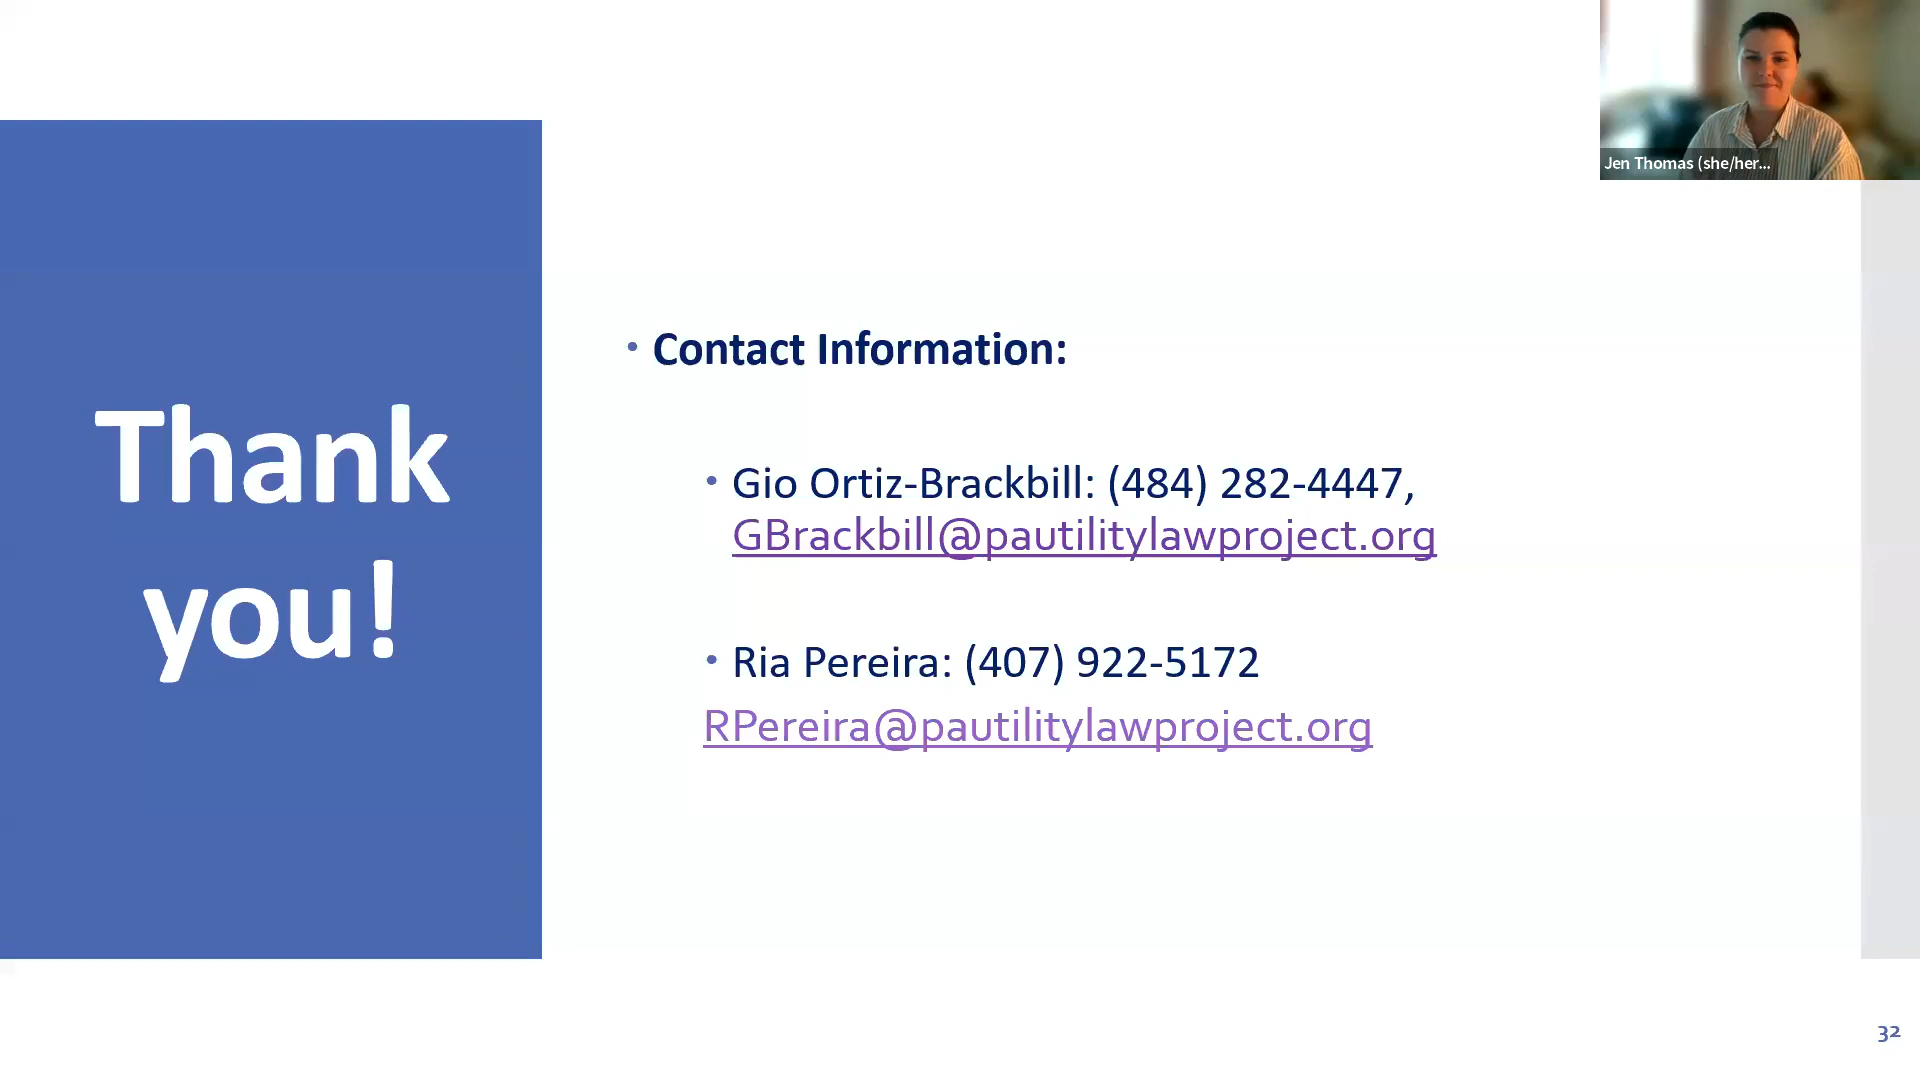 Jen Thomas (she/her...
Thank
you!
Contact Information:
Gio Ortiz-Brackbill: (484) 282-4447,
GBrackbill@pautilitylawproject.org
Ria Pereira: (407) 922-5172
RPereira@pautilitylawproject.org
32